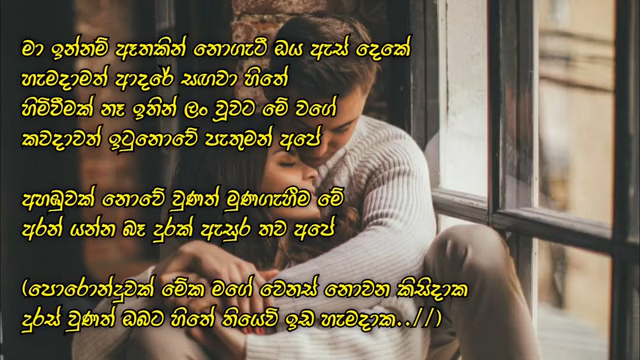 මා ඉන්නම් ඈතකින් නොගැටී ඔය ඇස් දෙකේ
හැමදාමත් ආදරේ සඟවා හිතේ
හිමිවීමක් නෑ ඉතින් ලං වූවට මේ වගේ
කවදාවත් ඉටුනොවේ පැතුමන් අපේ
අහඹුවක් නොවේ වුණත් මුණගැහීම මේ
අරන් යන්න බෑ දුරක් ඇසුර තව අපේ
(පොරොන්දුවක් මේක මගේ වෙනස් නොවන කිසිදාක
දුරස් වුණත් ඔබට හිතේ තියෙවි ඉඩ හැමදාක..//)